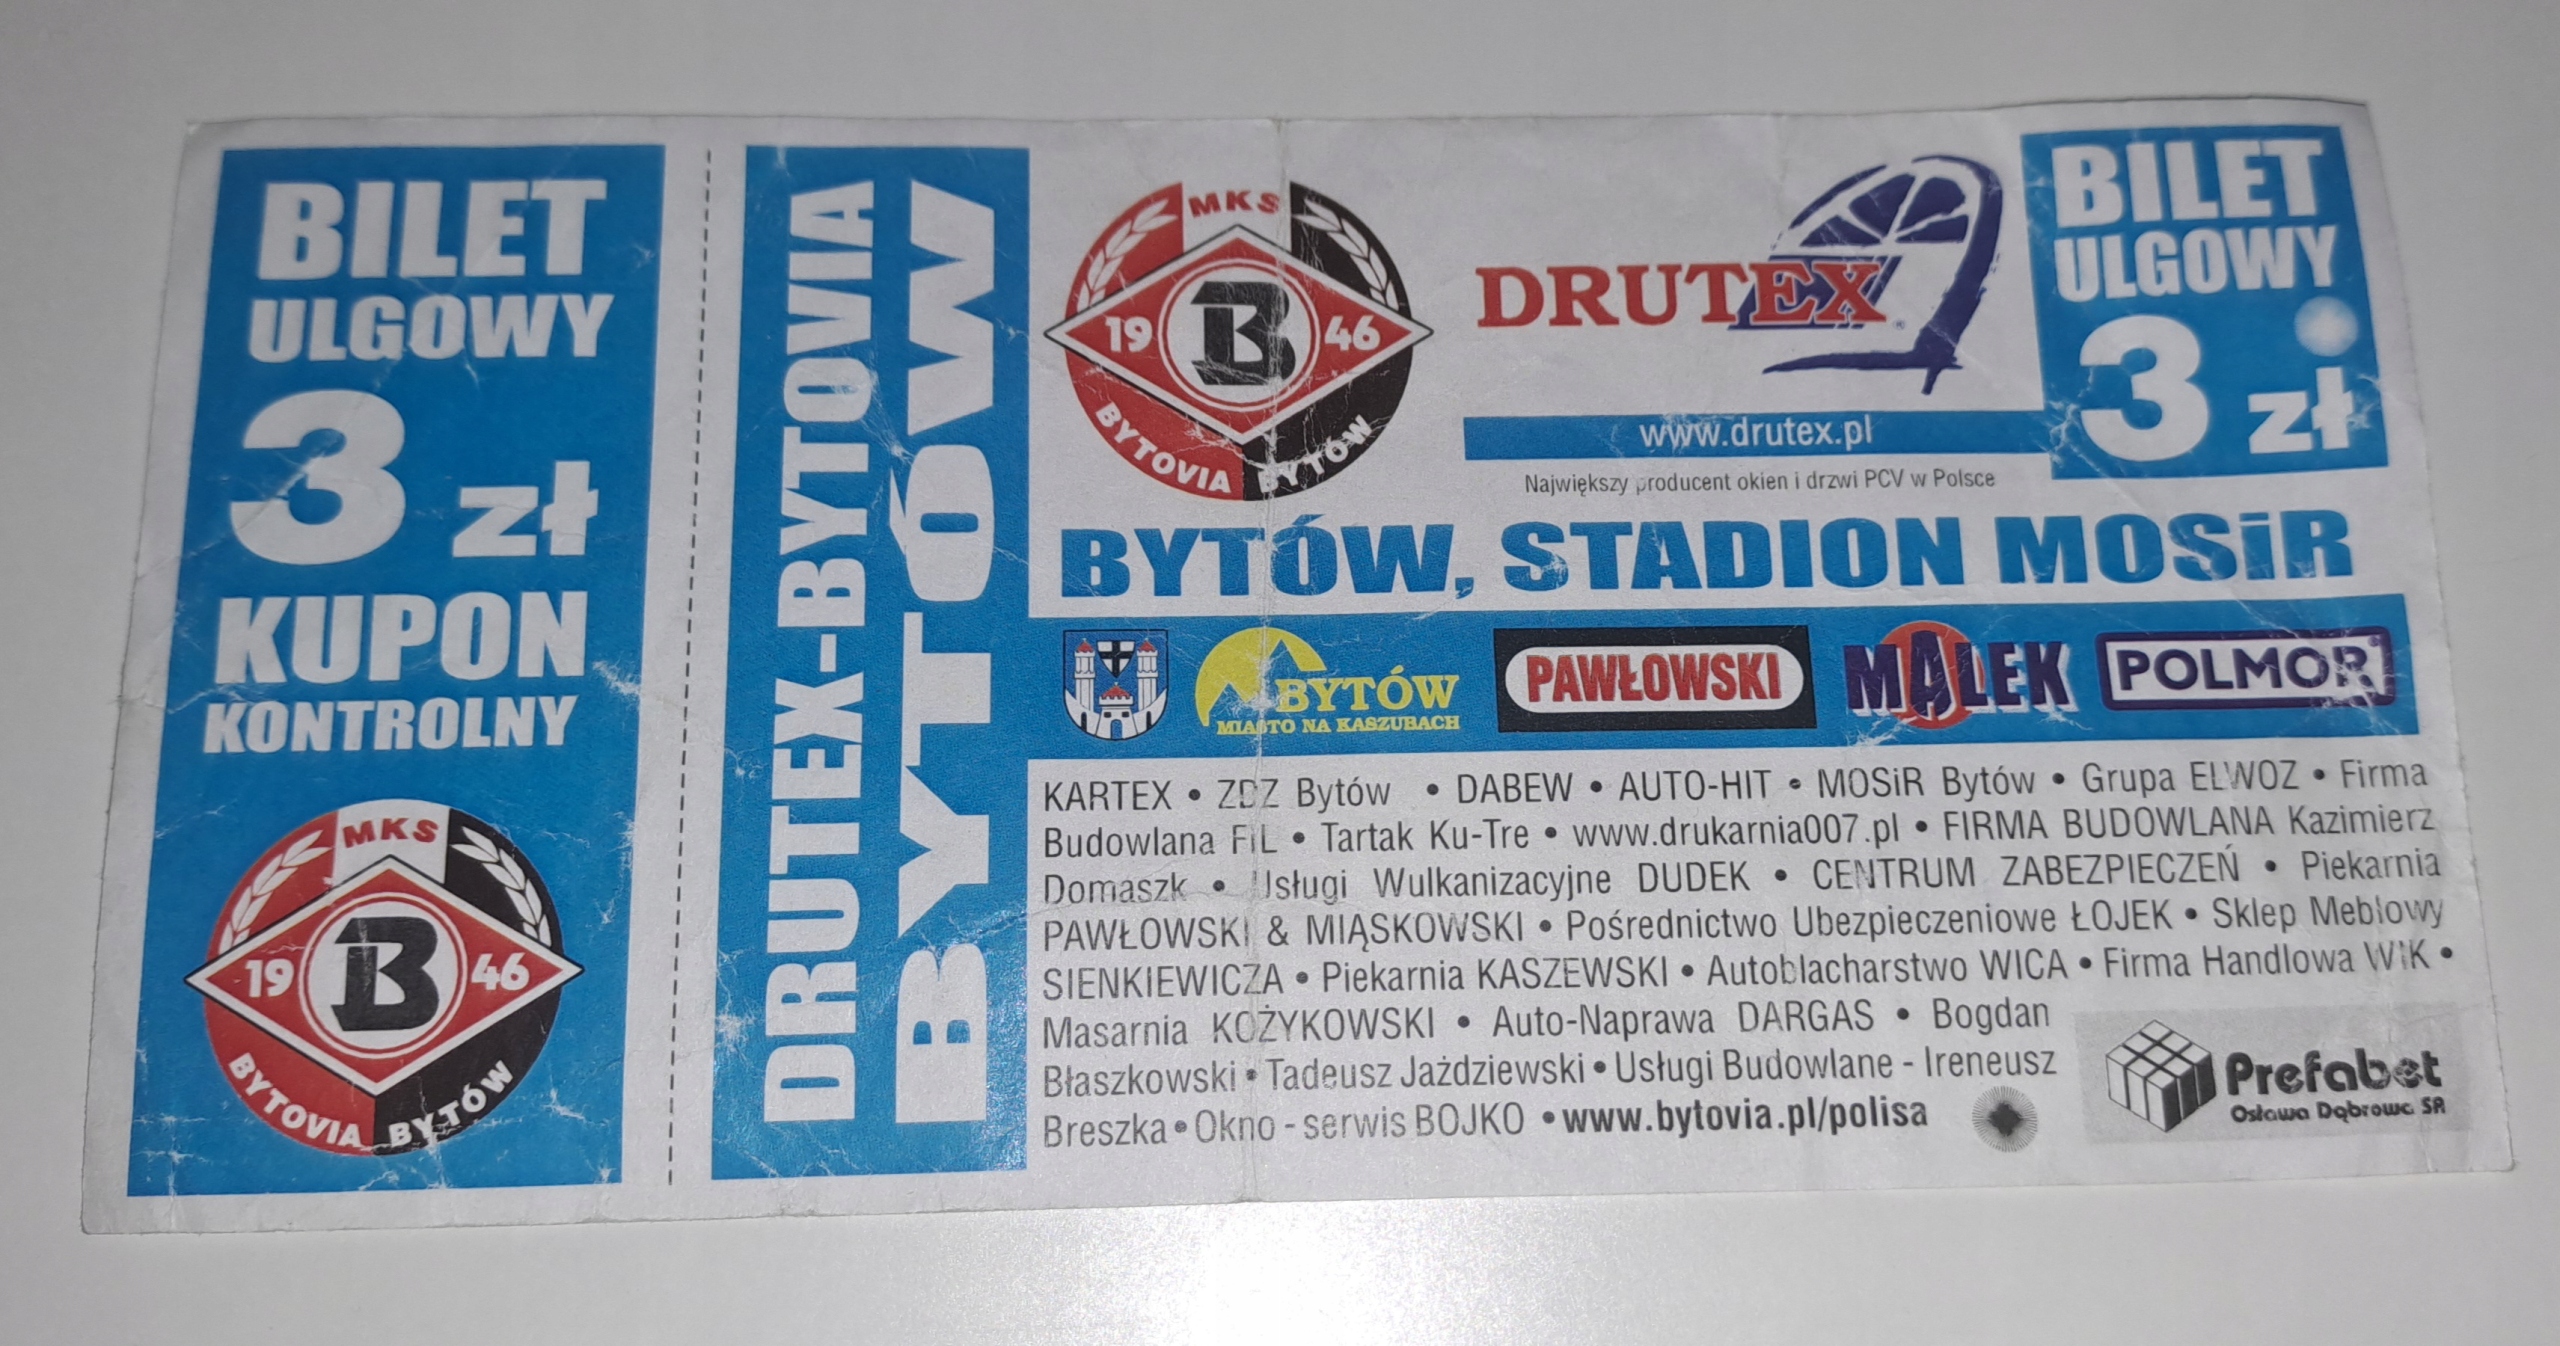 BILET
ULGOWY
3 zł
KUPON
KONTROLNY
MKS
19 B 46
BYTOVIA BYTÓW
DRUTEX-BYTOVIA
BYTÓW
MKS
19 B 46
BYTOVIA BYTÓW
DRUTEX®
www.drutex.pl
Największy producent okien i drzwi PCV w Polsce
BILET
ULGOWY
3 zł
BYTÓW, STADION MOSiR
BYTÓW
MIASTO NA KASZUBACH
PAWŁOWSKI
MALEK
POLMOR
KARTEX • ZDZ Bytów • DABEW • AUTO-HIT • MOSiR Bytów • Grupa ELWOZ • Firma
Budowlana FIL • Tartak Ku-Tre • www.drukarnia007.pl • FIRMA BUDOWLANA Kazimierz
Domaszk • Usługi Wulkanizacyjne DUDEK • CENTRUM ZABEZPIECZEŃ • Piekarnia
PAWŁOWSKI & MIĄSKOWSKI • Pośrednictwo Ubezpieczeniowe ŁOJEK • Sklep Meblowy
SIENKIEWICZA • Piekarnia KASZEWSKI • Autoblacharstwo WICA • Firma Handlowa WIK •
Masarnia KOŻYKOWSKI • Auto-Naprawa DARGAS • Bogdan
Błaszkowski • Tadeusz Jażdziewski • Usługi Budowlane - Ireneusz
Breszka • Okno - serwis BOJKO • www.bytovia.pl/polisa
Prefabet
Osława Dąbrowa SA